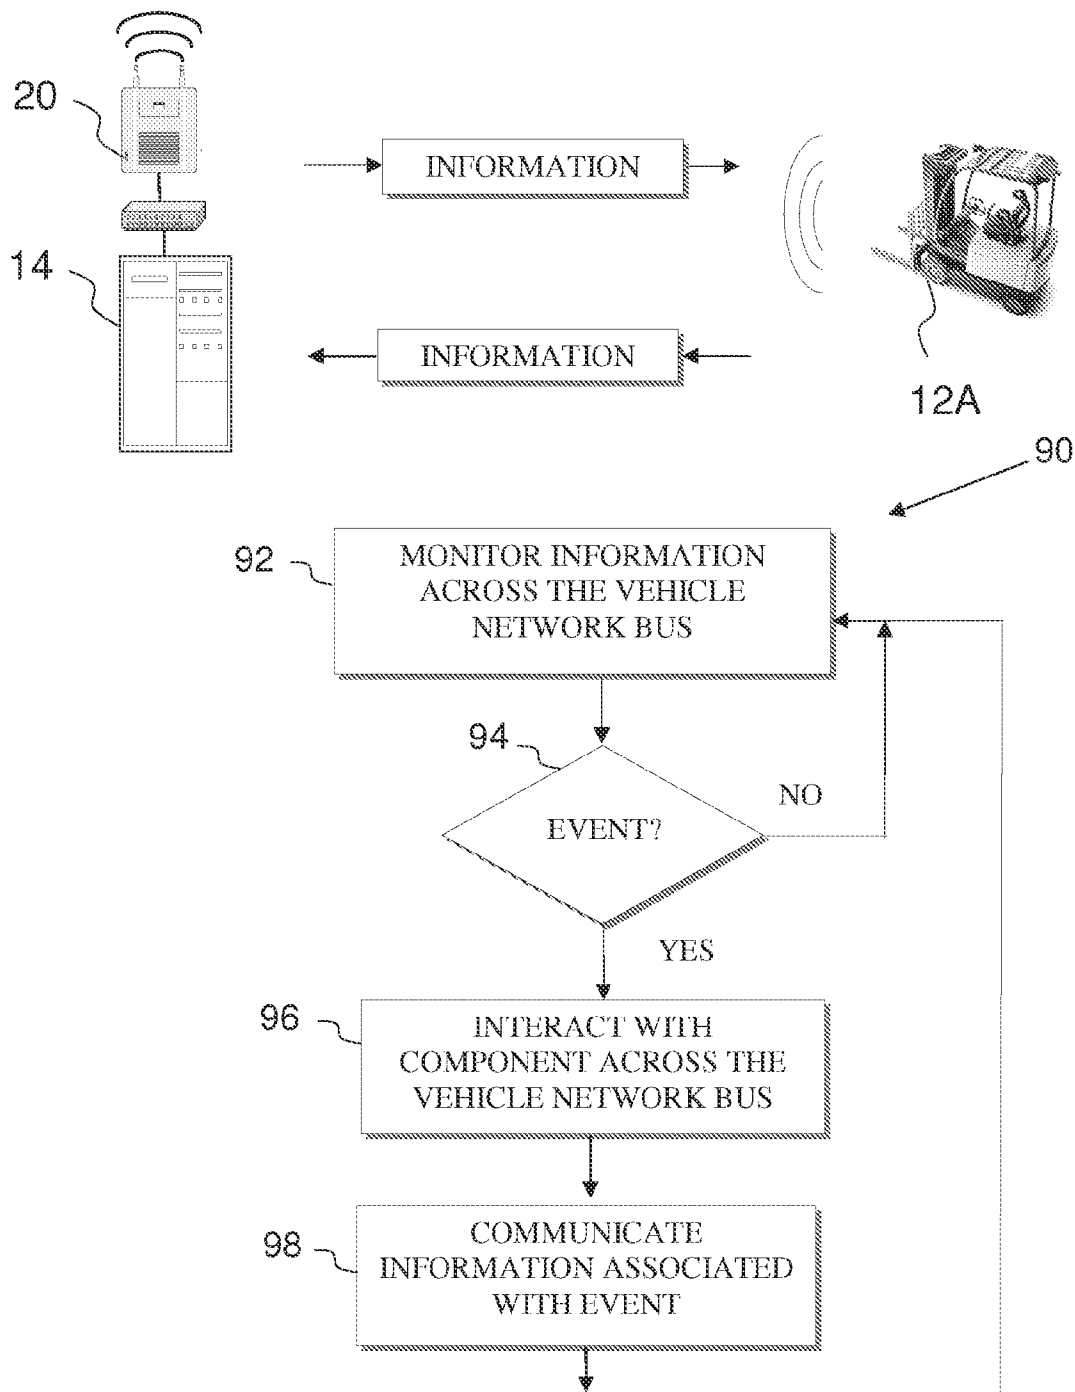 20
INFORMATION
14
INFORMATION
12A
90
92
MONITOR INFORMATION
ACROSS THE VEHICLE
NETWORK BUS
94
EVENT?
NO
YES
96
INTERACT WITH
COMPONENT ACROSS THE
VEHICLE NETWORK BUS
98
COMMUNICATE
INFORMATION ASSOCIATED
WITH EVENT